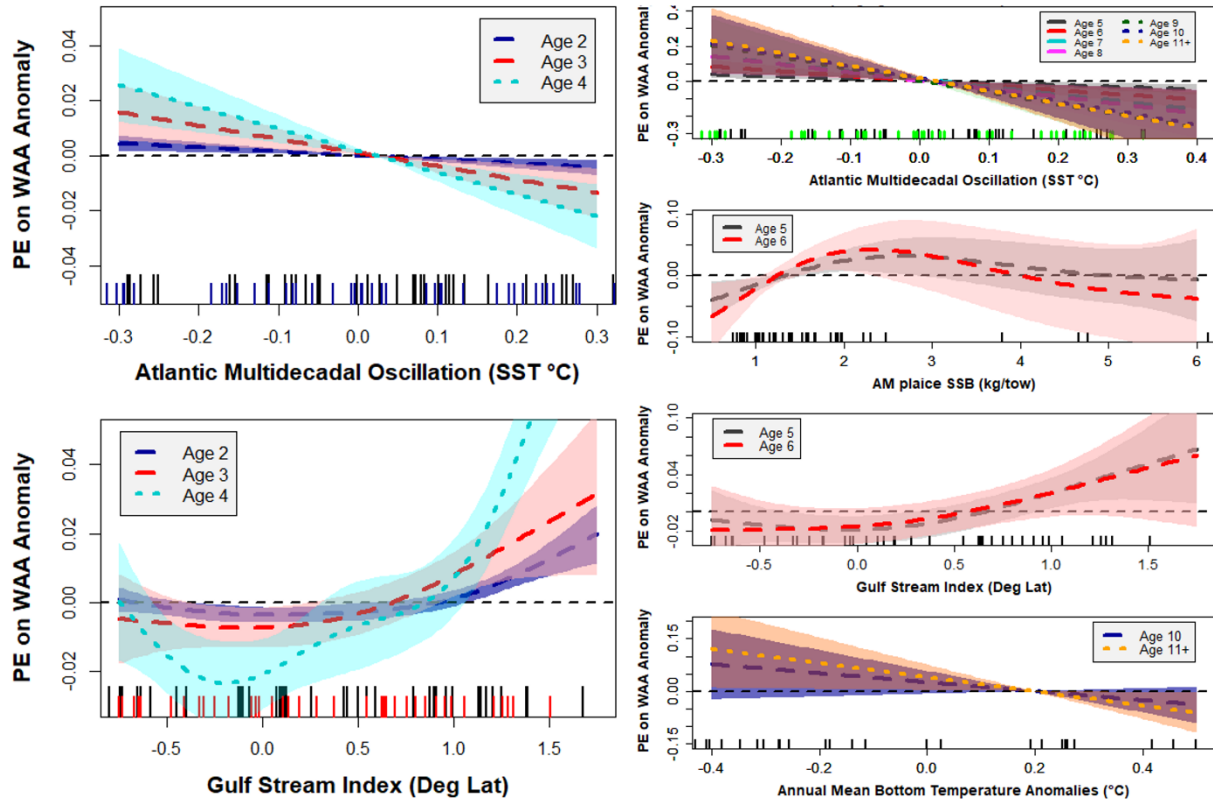 PE on WAA Anomaly
0.04
0.02
0.00
-0.02
-0.04
Age 2
Age 3
Age 4
-0.3 -0.2 -0.1 0.0 0.1 0.2 0.3
Atlantic Multidecadal Oscillation (SST °C)
PE on WAA Anomaly
0.04
0.02
0.00
-0.02
Age 2
Age 3
Age 4
-0.5 0.0 0.5 1.0 1.5
Gulf Stream Index (Deg Lat)
PE on WAA Anomaly
0.4
0.2
0.0
-0.3
Age 5 Age 9
Age 6 Age 10
Age 7 Age 11+
Age 8
-0.3 -0.2 -0.1 0.0 0.1 0.2 0.3 0.4
Atlantic Multidecadal Oscillation (SST °C)
PE on WAA Anomaly
0.10
0.00
-0.10
Age 5
Age 6
1 2 3 4 5 6
AM plaice SSB (kg/tow)
PE on WAA Anomaly
0.10
0.04
-0.02
Age 5
Age 6
-0.5 0.0 0.5 1.0 1.5
Gulf Stream Index (Deg Lat)
PE on WAA Anomaly
0.15
0.00
-0.15
Age 10
Age 11+
-0.4 -0.2 0.0 0.2 0.4
Annual Mean Bottom Temperature Anomalies (°C)